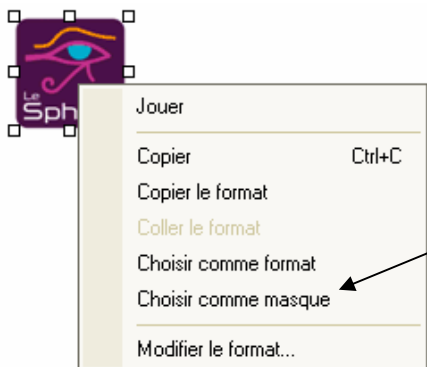 Le
Sph
Jouer
Copier Ctrl+C
Copier le format
Coller le format
Choisir comme format
Choisir comme masque
Modifier le format...